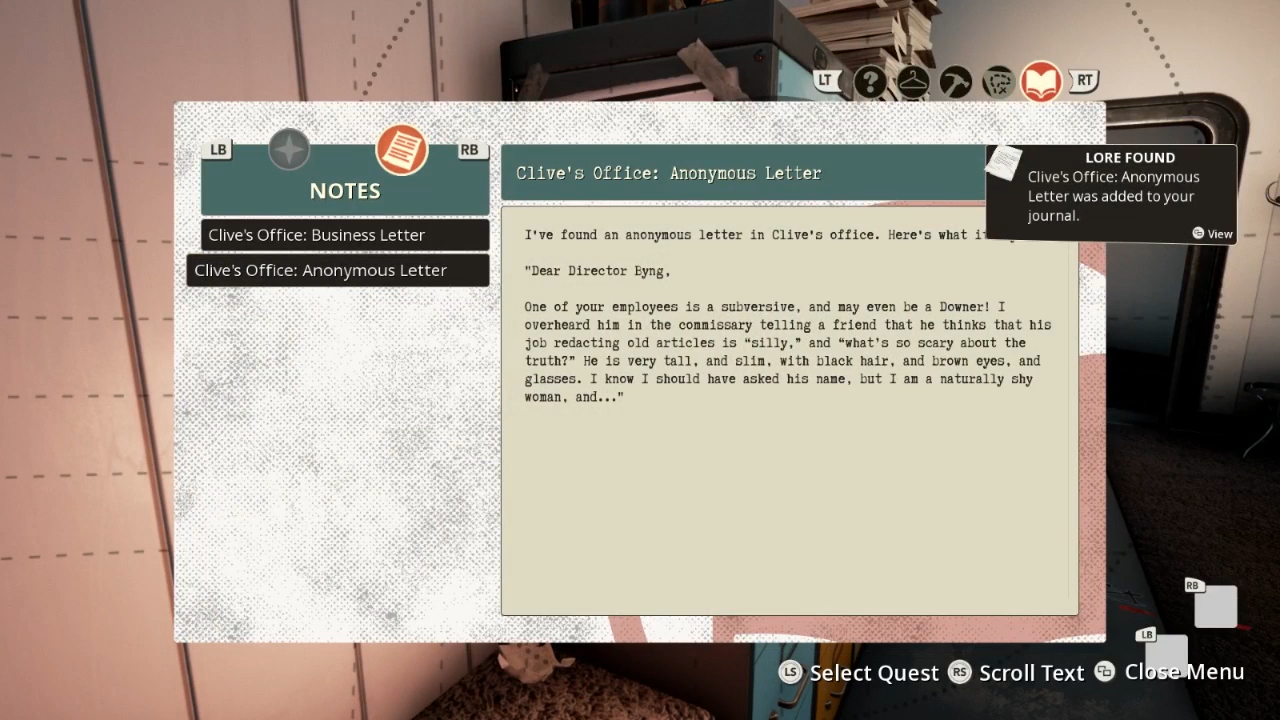 LT
?
RT
LB
RB
NOTES
Clive's Office: Business Letter
Clive's Office: Anonymous Letter
Clive's Office: Anonymous Letter
LORE FOUND
Clive's Office: Anonymous
Letter was added to your
journal.
View
I've found an anonymous letter in Clive's office. Here's what
"Dear Director Byng,
One of your employees is a subversive, and may even be a Downer! I
overheard him in the commissary telling a friend that he thinks that his
job redacting old articles is “silly,” and “what's so scary about the
truth?” He is very tall, and slim, with black hair, and brown eyes, and
glasses. I know I should have asked his name, but I am a naturally shy
woman, and..."
RB
LB
LS Select Quest RS Scroll Text Close Menu